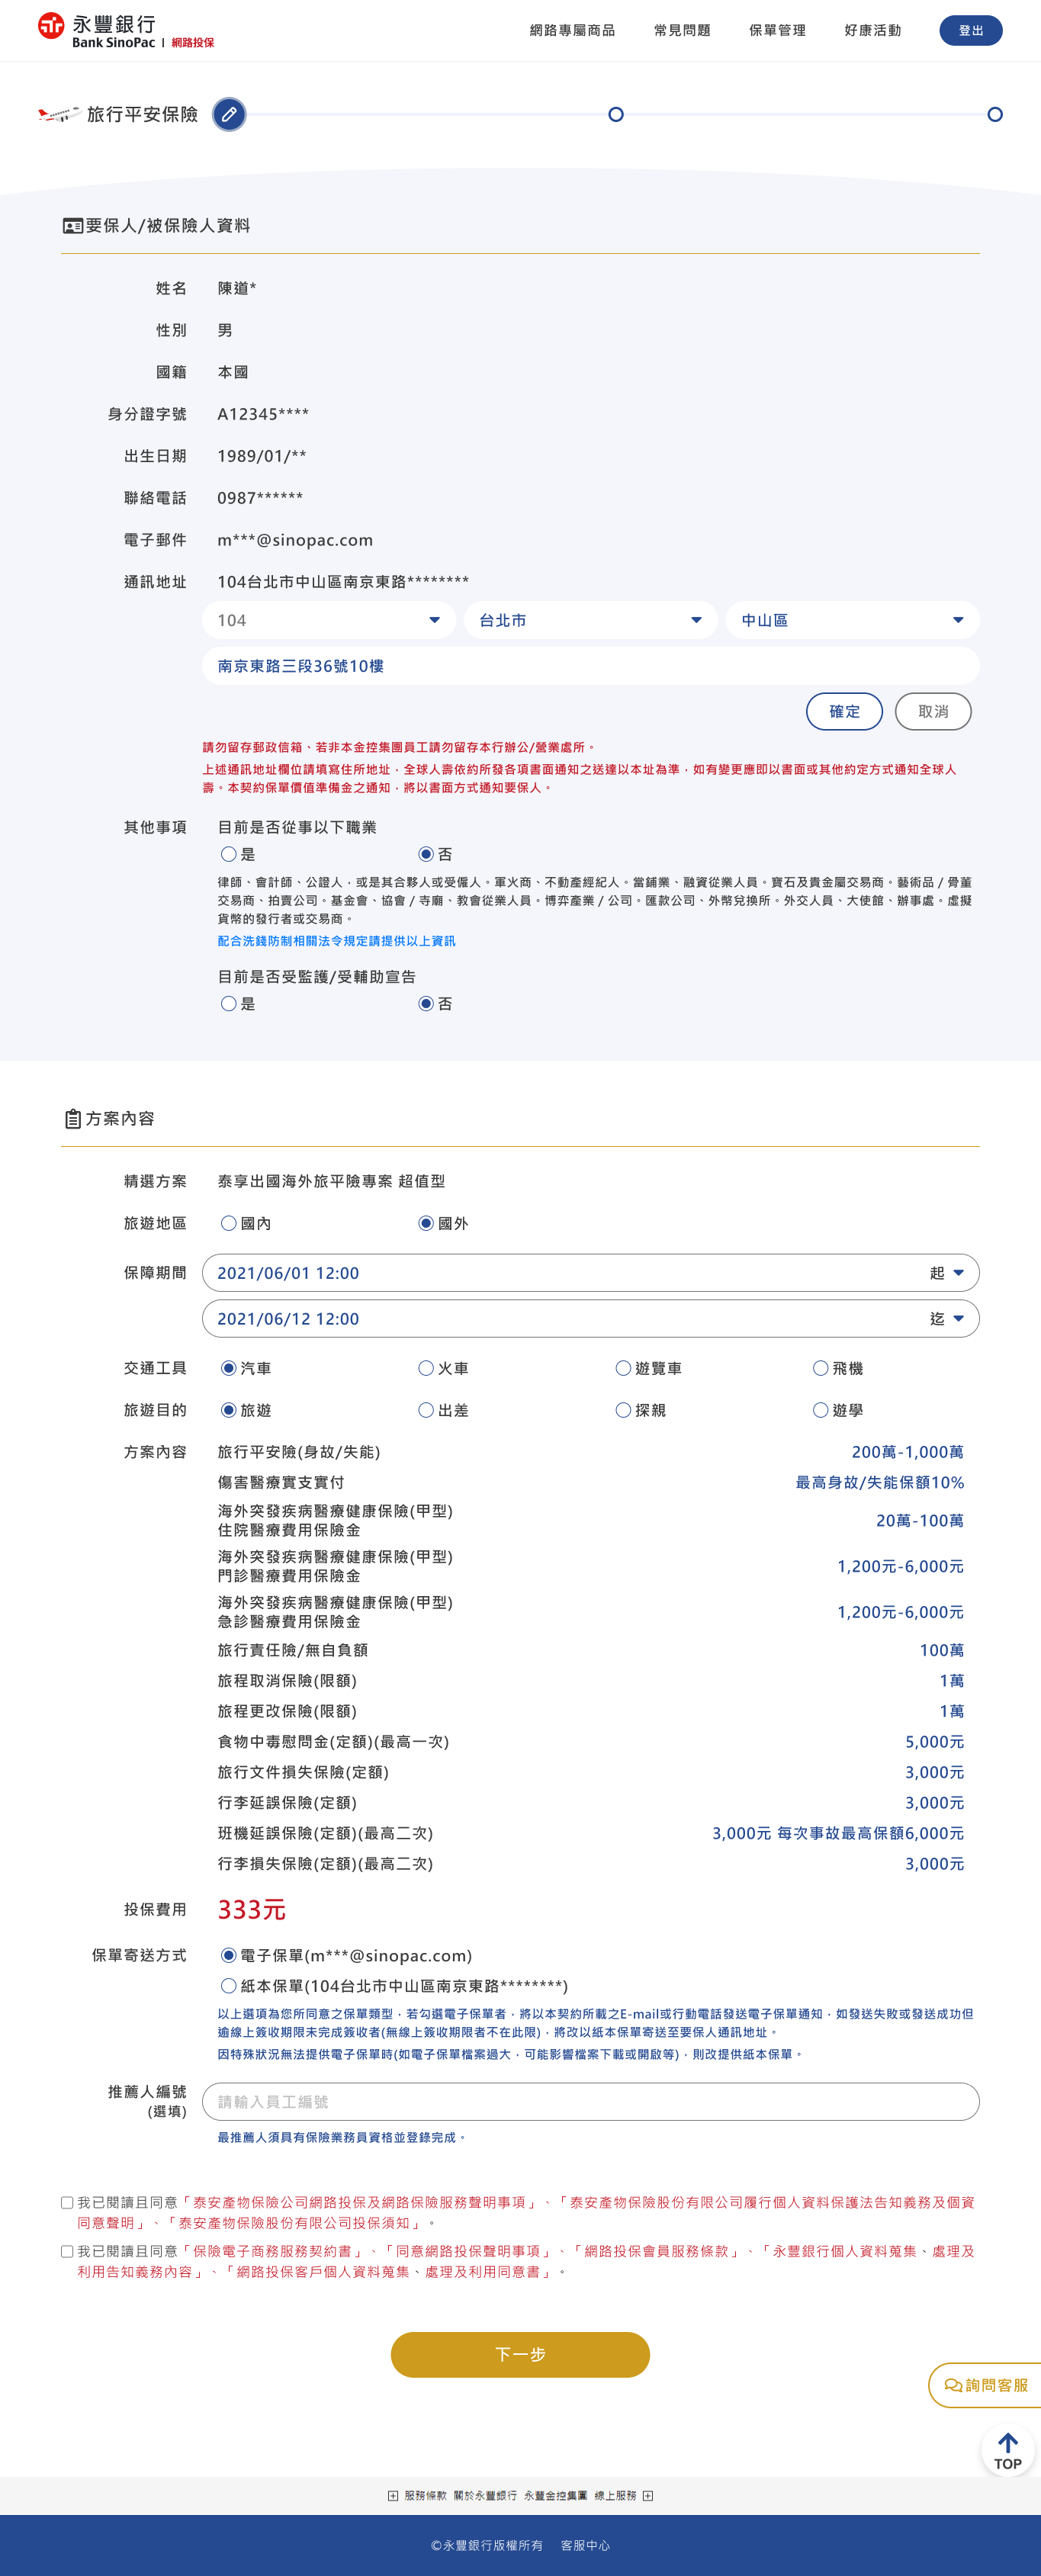 永豐銀行
Bank SinoPac | 網路投保
網路專屬商品 常見問題 保單管理 好康活動 登出
旅行平安保險
要保人/被保險人資料
姓名 陳道*
性別 男
國籍 本國
身分證字號 A12345****
出生日期 1989/01/**
聯絡電話 0987******
電子郵件 m***@sinopac.com
通訊地址 104台北市中山區南京東路********
104 台北市 中山區
南京東路三段36號10樓
確定 取消
請勿留存郵政信箱、若非本金控集團員工請勿留存本行辦公/營業處所。
上述通訊地址欄位請填寫住所地址，全球人壽依約所發各項書面通知之送達以本址為準，如有變更應即以書面或其他約定方式通知全球人
壽。本契約保單價值準備金之通知，將以書面方式通知要保人。
其他事項 目前是否從事以下職業
是 否
律師、會計師、公證人，或是其合夥人或受僱人。軍火商、不動產經紀人。當鋪業、融資從業人員。寶石及貴金屬交易商。藝術品 / 骨董
交易商、拍賣公司。基金會、協會 / 寺廟、教會從業人員。博弈產業 / 公司。匯款公司、外幣兌換所。外交人員、大使館、辦事處。虛擬
貨幣的發行者或交易商。
配合洗錢防制相關法令規定請提供以上資訊
目前是否受監護/受輔助宣告
是 否
方案內容
精選方案 泰享出國海外旅平險專案 超值型
旅遊地區 國內 國外
保障期間 2021/06/01 12:00 起
2021/06/12 12:00 迄
交通工具 汽車 火車 遊覽車 飛機
旅遊目的 旅遊 出差 探親 遊學
方案內容 旅行平安險(身故/失能) 200萬-1,000萬
傷害醫療實支實付 最高身故/失能保額10%
海外突發疾病醫療健康保險(甲型)
住院醫療費用保險金 20萬-100萬
海外突發疾病醫療健康保險(甲型)
門診醫療費用保險金 1,200元-6,000元
海外突發疾病醫療健康保險(甲型)
急診醫療費用保險金 1,200元-6,000元
旅行責任險/無自負額 100萬
旅程取消保險(限額) 1萬
旅程更改保險(限額) 1萬
食物中毒慰問金(定額)(最高一次) 5,000元
旅行文件損失保險(定額) 3,000元
行李延誤保險(定額) 3,000元
班機延誤保險(定額)(最高二次) 3,000元 每次事故最高保額6,000元
行李損失保險(定額)(最高二次) 3,000元
投保費用 333元
保單寄送方式 電子保單(m***@sinopac.com)
紙本保單(104台北市中山區南京東路********)
以上選項為您所同意之保單類型，若勾選電子保單者，將以本契約所載之E-mail或行動電話發送電子保單通知，如發送失敗或發送成功但
逾線上簽收期限未完成簽收者(無線上簽收期限者不在此限)，將改以紙本保單寄送至要保人通訊地址。
因特殊狀況無法提供電子保單時(如電子保單檔案過大，可能影響檔案下載或開啟等)，則改提供紙本保單。
推薦人編號
(選填)
請輸入員工編號
最推薦人須具有保險業務員資格並登錄完成。
我已閱讀且同意「泰安產物保險公司網路投保及網路保險服務聲明事項」、「泰安產物保險股份有限公司履行個人資料保護法告知義務及個資
同意聲明」、「泰安產物保險股份有限公司投保須知」。
我已閱讀且同意「保險電子商務服務契約書」、「同意網路投保聲明事項」、「網路投保會員服務條款」、「永豐銀行個人資料蒐集、處理及
利用告知義務內容」、「網路投保客戶個人資料蒐集、處理及利用同意書」。
下一步
詢問客服
TOP
服務條款 關於永豐銀行 永豐金控集團 線上服務
©永豐銀行版權所有 客服中心